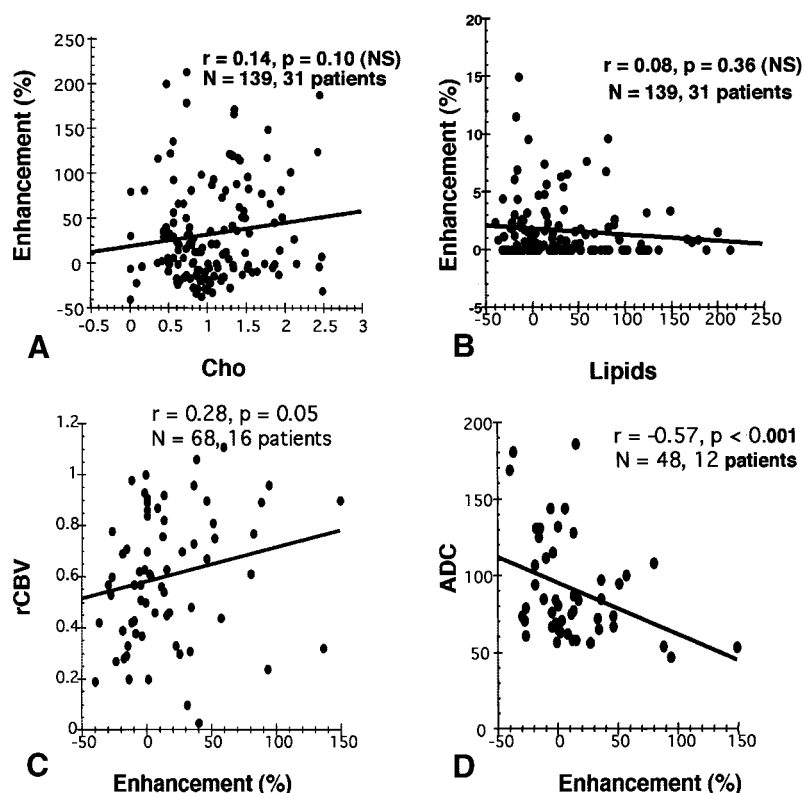 r = 0.14, p = 0.10 (NS)
N = 139, 31 patients
Enhancement (%)
250
200
150
100
50
0
-50
-0.5 0 0.5 1 1.5 2 2.5 3
A
Cho
r = 0.08, p = 0.36 (NS)
N = 139, 31 patients
Enhancement (%)
20
15
10
5
0
-5
-50 0 50 100 150 200 250
B
Lipids
r = 0.28, p = 0.05
N = 68, 16 patients
rCBV
1.2
1
0.8
0.6
0.4
0.2
0
-50 0 50 100 150
C
Enhancement (%)
r = -0.57, p < 0.001
N = 48, 12 patients
ADC
200
150
100
50
0
-50 0 50 100 150
D
Enhancement (%)